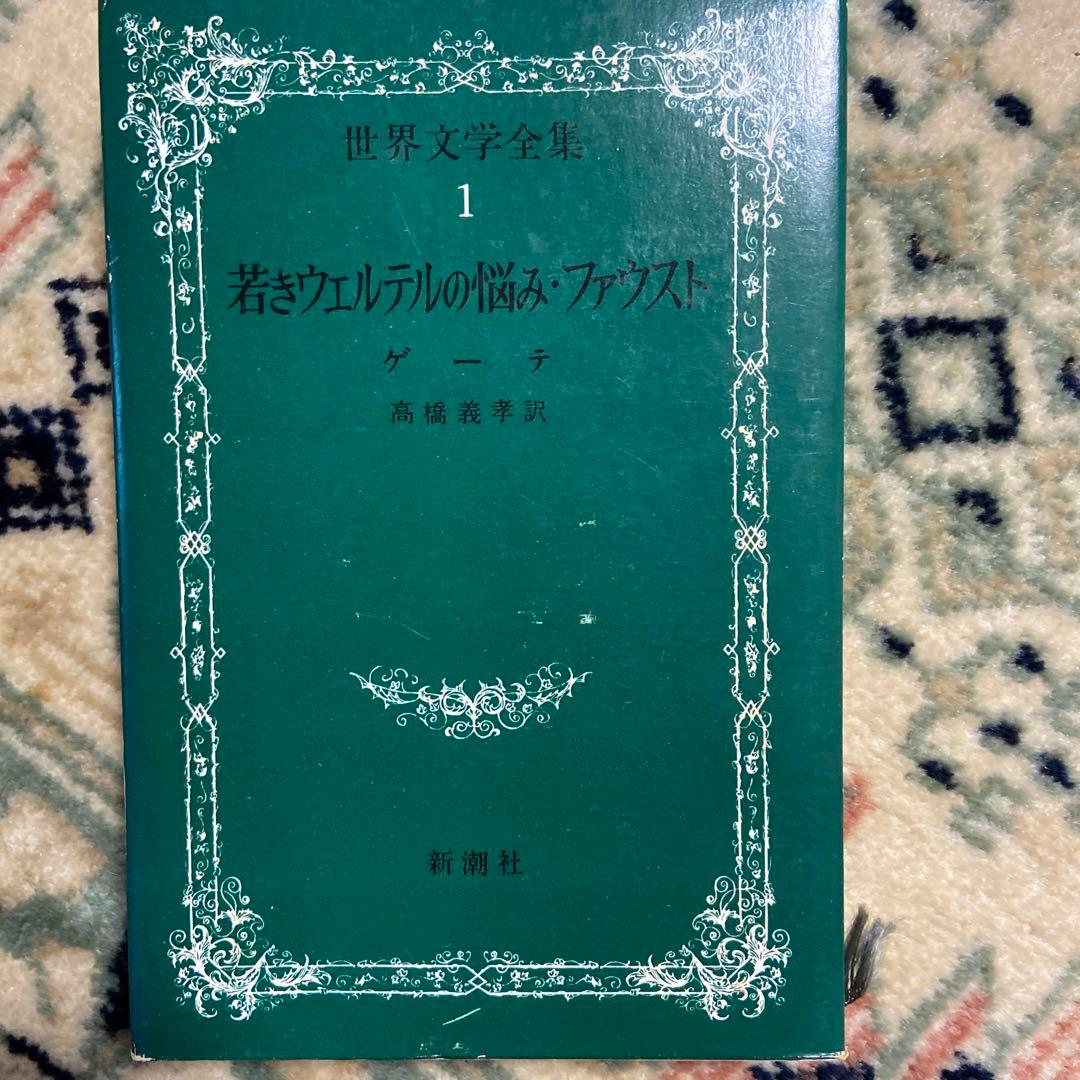 世界文学全集
1
若きウェルテルの悩み・ファウスト
ゲーテ
高橋義孝訳
新潮社